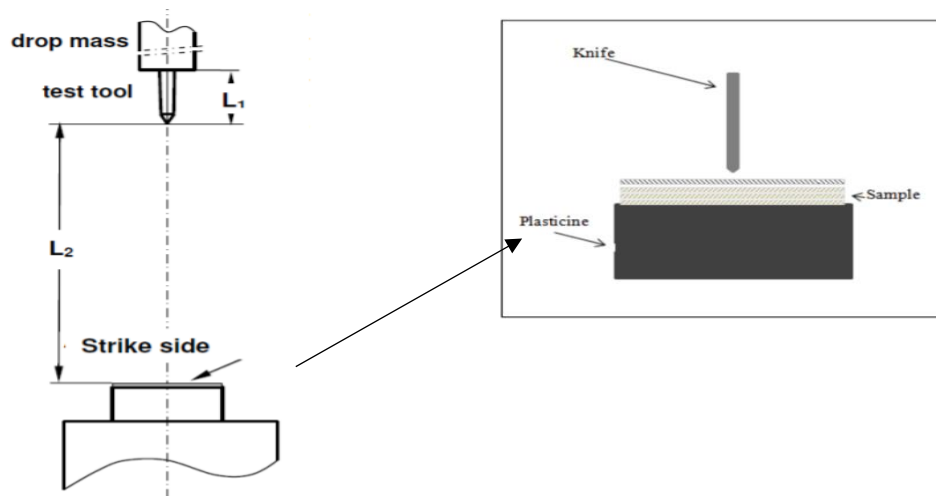 drop mass
test tool
L₁
L₂
Strike side
Knife
Sample
Plasticine